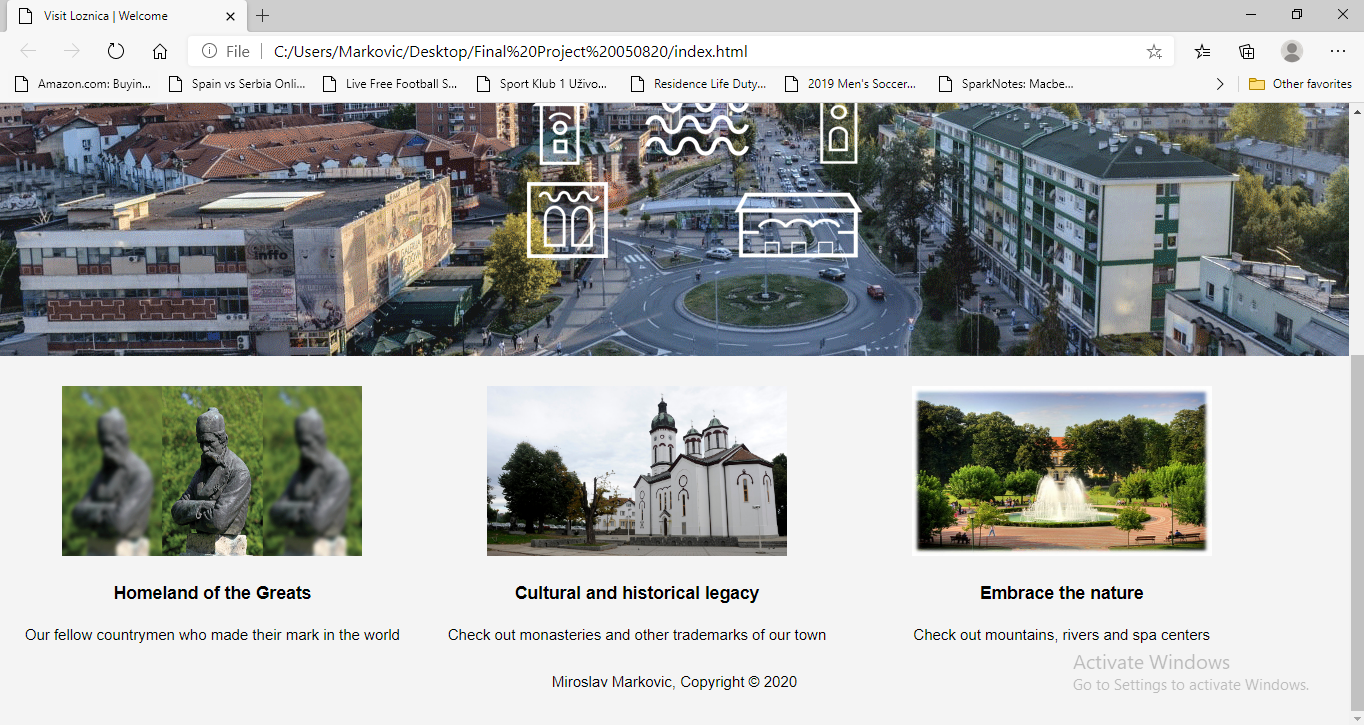 Visit Loznica | Welcome
File
C:/Users/Markovic/Desktop/Final%20Project%20050820/index.html
Amazon.com: Buyin...
Spain vs Serbia Onli...
Live Free Football S...
Sport Klub 1 Uživo...
Residence Life Duty...
2019 Men's Soccer...
SparkNotes: Macbe...
Other favorites
inffo
Homeland of the Greats
Cultural and historical legacy
Embrace the nature
Our fellow countrymen who made their mark in the world
Check out monasteries and other trademarks of our town
Check out mountains, rivers and spa centers
Activate Windows
Go to Settings to activate Windows.
Miroslav Markovic, Copyright © 2020